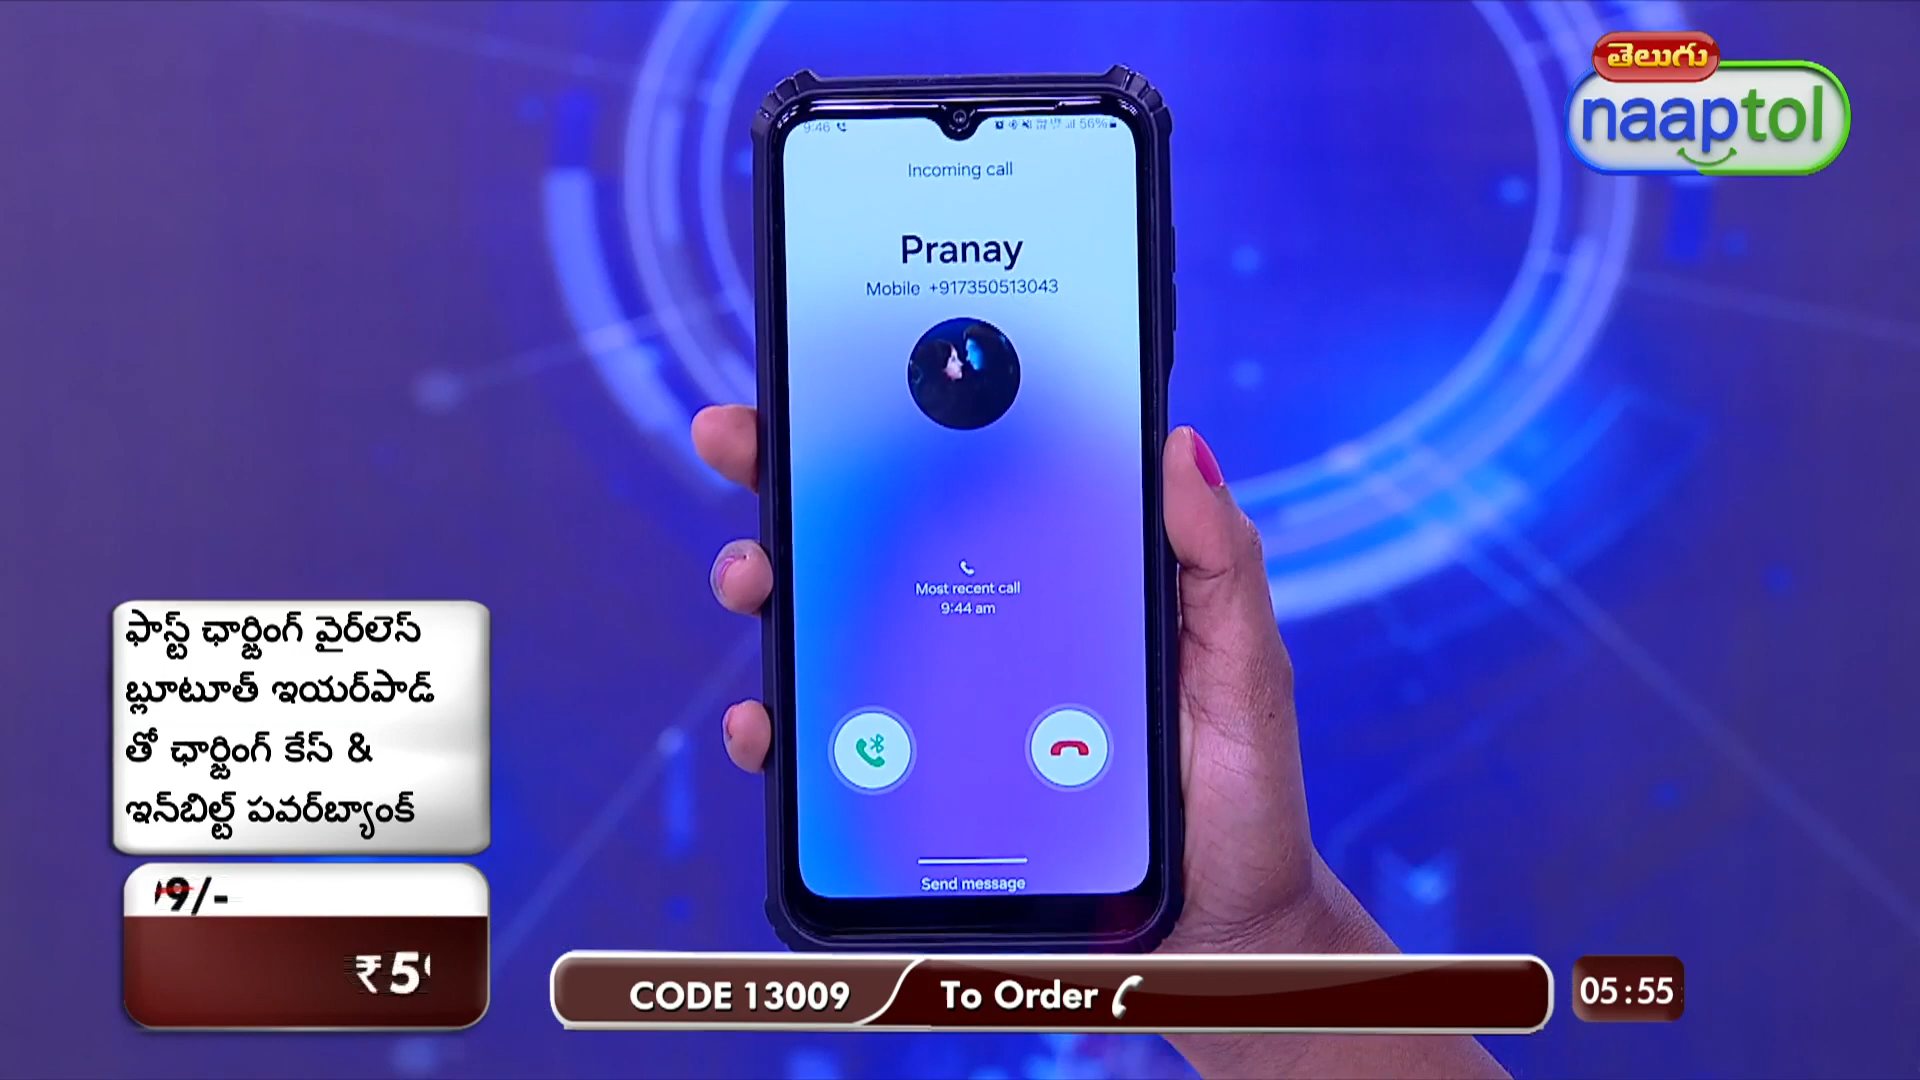 తెలుగు
naaptol
9:46
56%
Incoming call
Pranay
Mobile +917350513043
Most recent call
9:44 am
Send message
ఫాస్ట్ ఛార్జింగ్ వైర్‌లెస్
బ్లూటూత్ ఇయర్‌పాడ్
తో ఛార్జింగ్ కేస్ &
ఇన్‌బిల్ట్ పవర్‌బ్యాంక్
9/-
₹5
CODE 13009
To Order
05:55